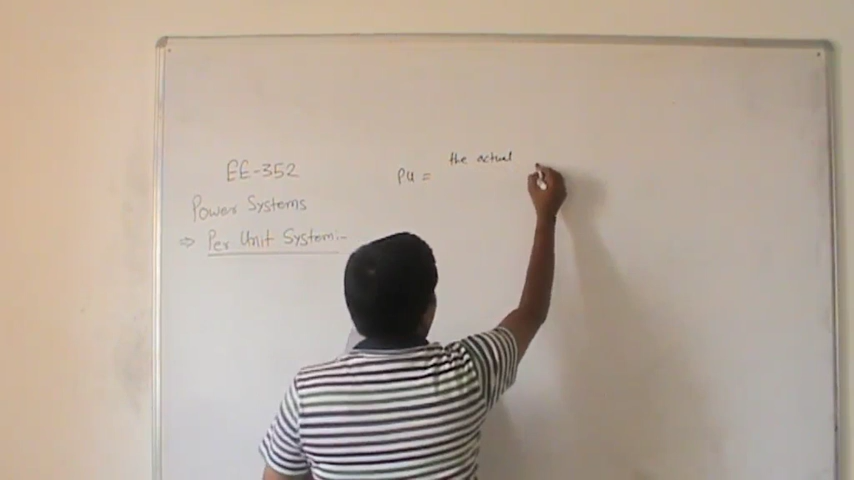 EE-352
Power Systems
⇒ Per Unit System:-
PU =
the actual